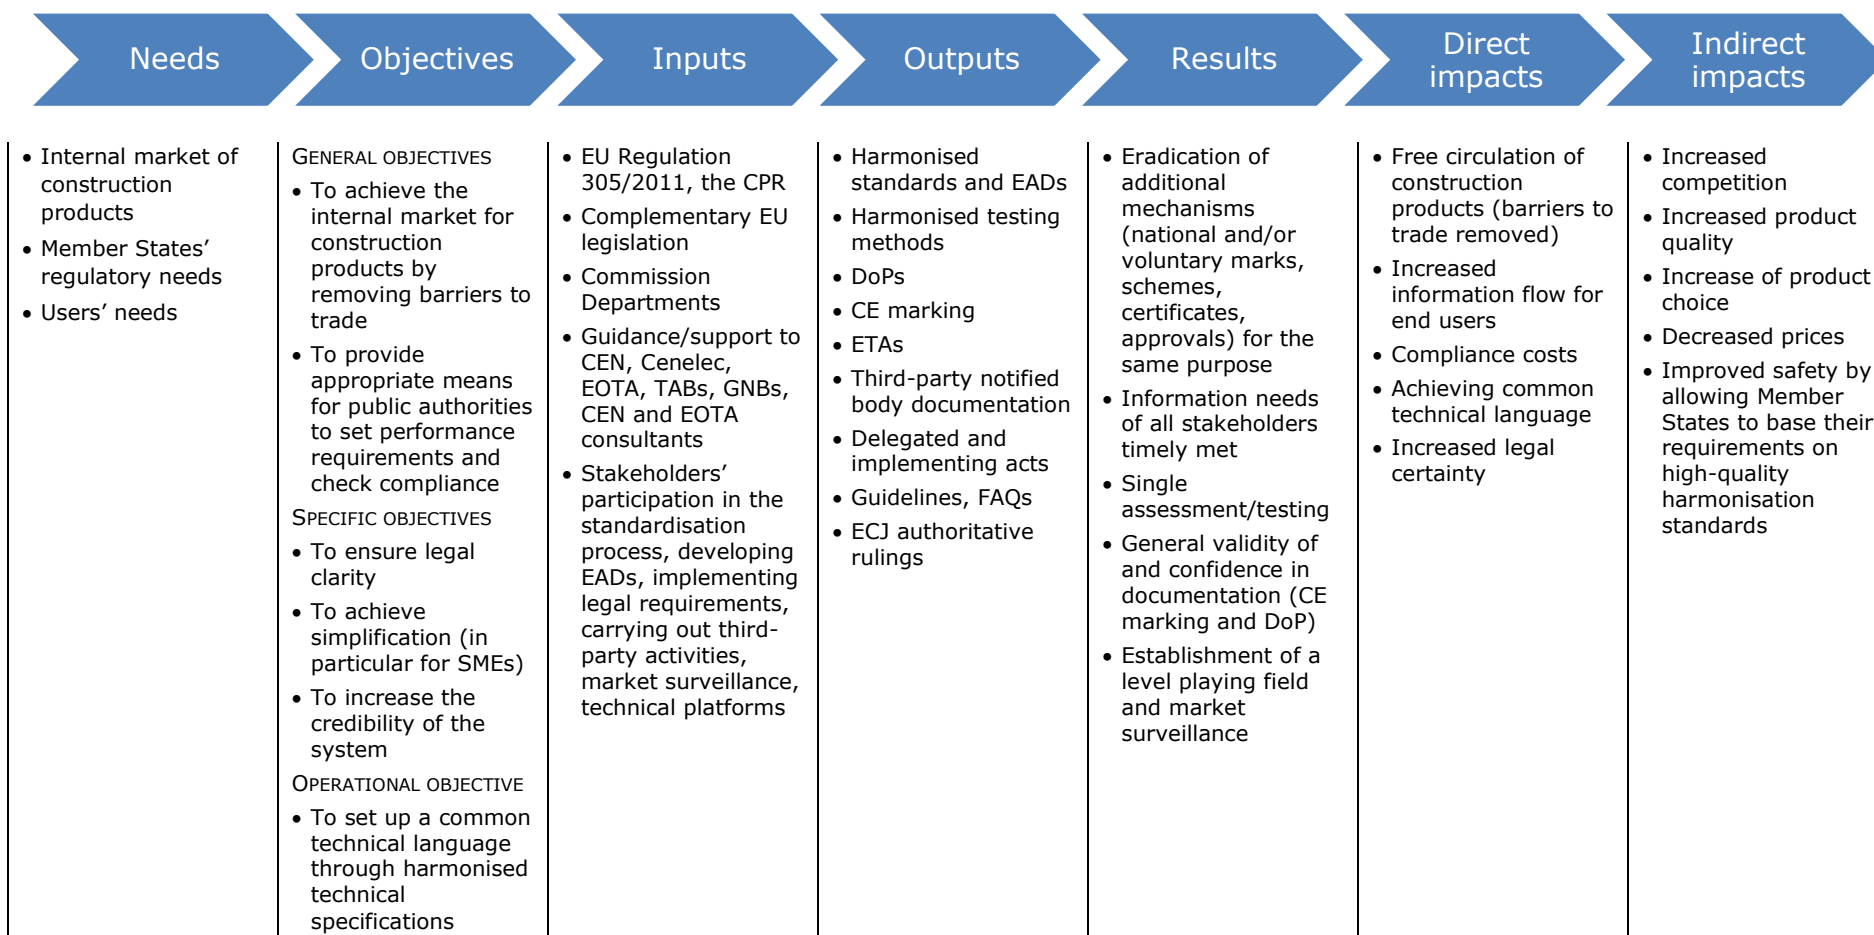 Needs
Objectives
Inputs
Outputs
Results
Direct
impacts
Indirect
impacts
• Internal market of
construction
products
• Member States’
regulatory needs
• Users’ needs
GENERAL OBJECTIVES
• To achieve the
internal market for
construction
products by
removing barriers to
trade
• To provide
appropriate means
for public authorities
to set performance
requirements and
check compliance
SPECIFIC OBJECTIVES
• To ensure legal
clarity
• To achieve
simplification (in
particular for SMEs)
• To increase the
credibility of the
system
OPERATIONAL OBJECTIVE
• To set up a common
technical language
through harmonised
technical
specifications
• EU Regulation
305/2011, the CPR
• Complementary EU
legislation
• Commission
Departments
• Guidance/support to
CEN, Cenelec,
EOTA, TABs, GNBs,
CEN and EOTA
consultants
• Stakeholders’
participation in the
standardisation
process, developing
EADs, implementing
legal requirements,
carrying out third-
party activities,
market surveillance,
technical platforms
• Harmonised
standards and EADs
• Harmonised testing
methods
• DoPs
• CE marking
• ETAs
• Third-party notified
body documentation
• Delegated and
implementing acts
• Guidelines, FAQs
• ECJ authoritative
rulings
• Eradication of
additional
mechanisms
(national and/or
voluntary marks,
schemes,
certificates,
approvals) for the
same purpose
• Information needs
of all stakeholders
timely met
• Single
assessment/testing
• General validity of
and confidence in
documentation (CE
marking and DoP)
• Establishment of a
level playing field
and market
surveillance
• Free circulation of
construction
products (barriers to
trade removed)
• Increased
information flow for
end users
• Compliance costs
• Achieving common
technical language
• Increased legal
certainty
• Increased
competition
• Increased product
quality
• Increase of product
choice
• Decreased prices
• Improved safety by
allowing Member
States to base their
requirements on
high-quality
harmonisation
standards